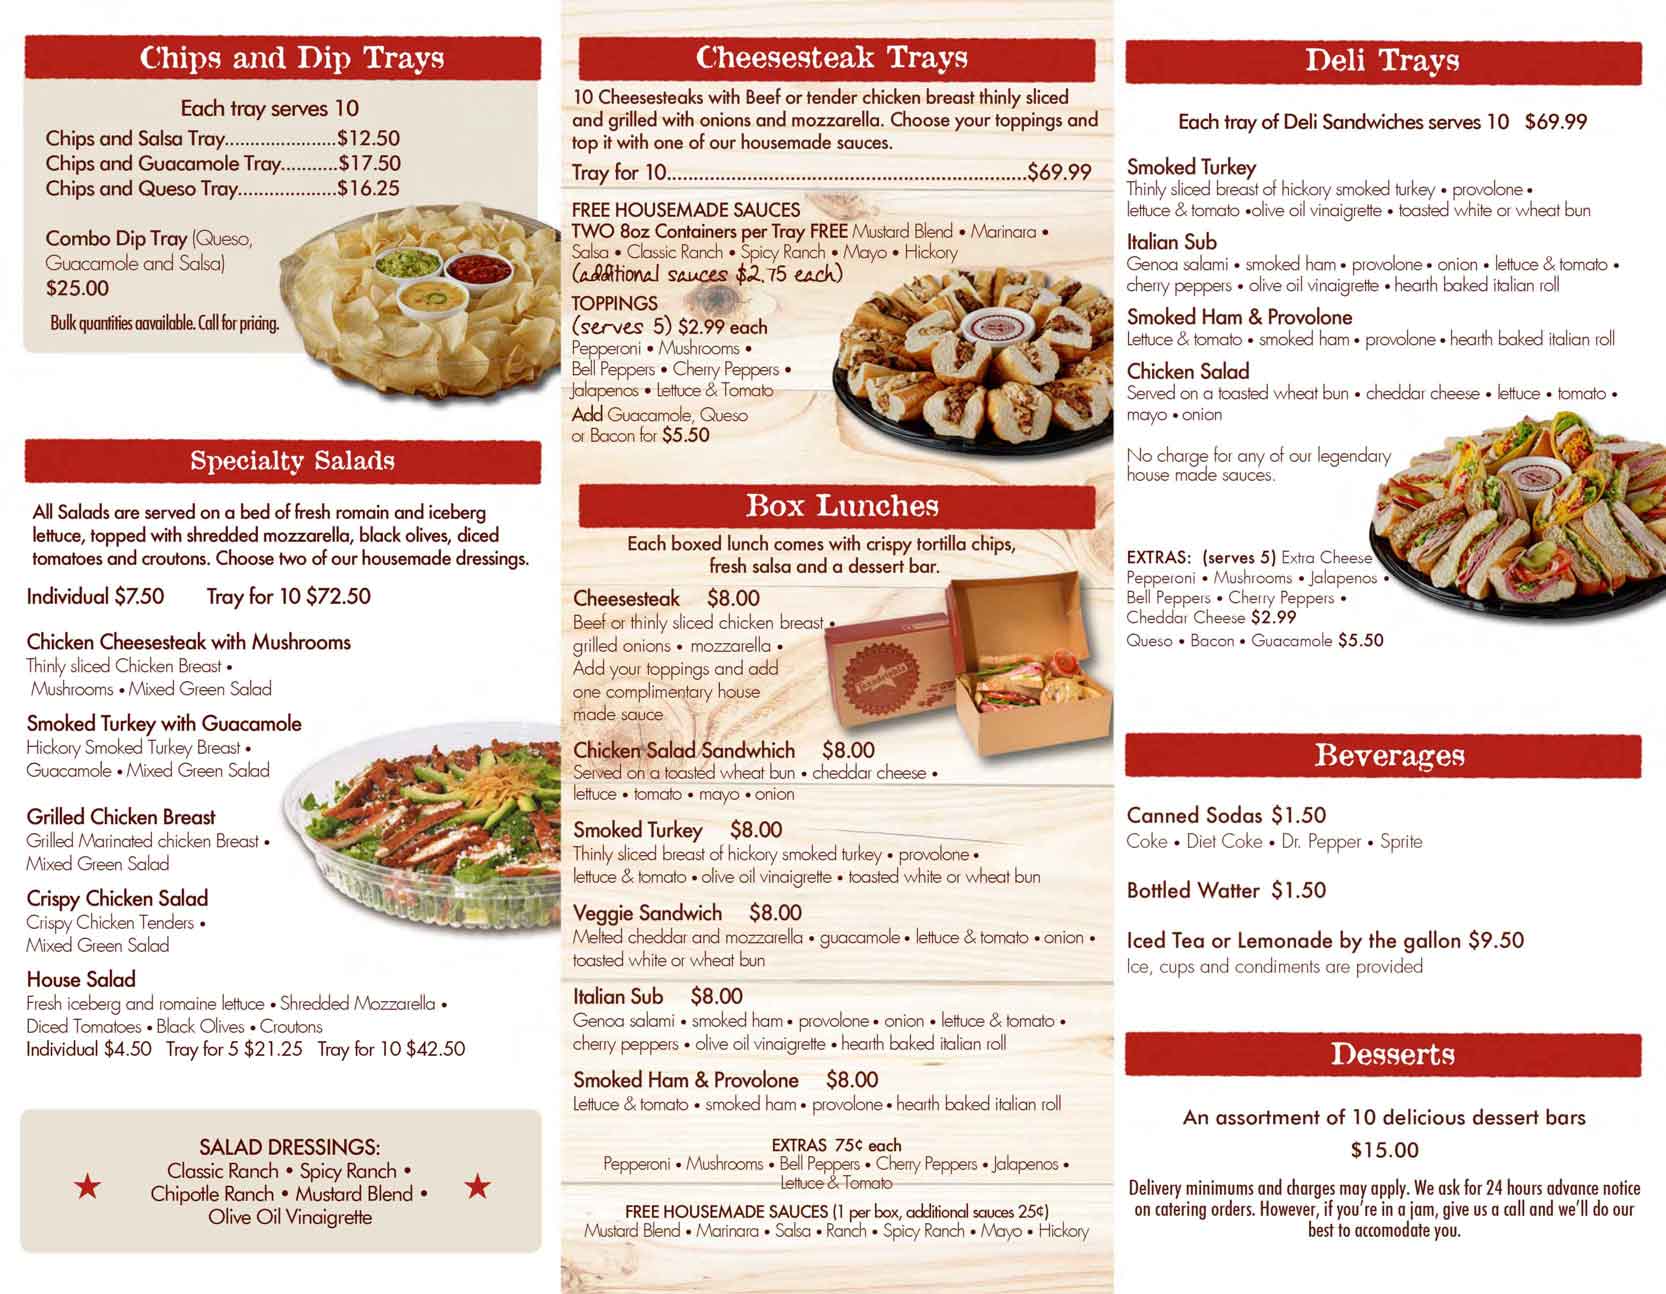 Chips and Dip Trays
Each tray serves 10
Chips and Salsa Tray......................$12.50
Chips and Guacamole Tray...........$17.50
Chips and Queso Tray...................$16.25
Combo Dip Tray (Queso,
Guacamole and Salsa)
$25.00
Bulk quantities aavailable. Call for pricing.
Specialty Salads
All Salads are served on a bed of fresh romain and iceberg
lettuce, topped with shredded mozzarella, black olives, diced
tomatoes and croutons. Choose two of our housemade dressings.
Individual $7.50 Tray for 10 $72.50
Chicken Cheesesteak with Mushrooms
Thinly sliced Chicken Breast •
Mushrooms • Mixed Green Salad
Smoked Turkey with Guacamole
Hickory Smoked Turkey Breast •
Guacamole • Mixed Green Salad
Grilled Chicken Breast
Grilled Marinated chicken Breast •
Mixed Green Salad
Crispy Chicken Salad
Crispy Chicken Tenders •
Mixed Green Salad
House Salad
Fresh iceberg and romaine lettuce • Shredded Mozzarella •
Diced Tomatoes • Black Olives • Croutons
Individual $4.50 Tray for 5 $21.25 Tray for 10 $42.50
SALAD DRESSINGS:
Classic Ranch • Spicy Ranch •
Chipotle Ranch • Mustard Blend •
Olive Oil Vinaigrette
Cheesesteak Trays
10 Cheesesteaks with Beef or tender chicken breast thinly sliced
and grilled with onions and mozzarella. Choose your toppings and
top it with one of our housemade sauces.
Tray for 10..............................................................$69.99
FREE HOUSEMADE SAUCES
TWO 8oz Containers per Tray FREE Mustard Blend • Marinara •
Salsa • Classic Ranch • Spicy Ranch • Mayo • Hickory
(additional sauces $2.75 each)
TOPPINGS
(serves 5) $2.99 each
Pepperoni • Mushrooms •
Bell Peppers • Cherry Peppers •
Jalapenos • Lettuce & Tomato
Add Guacamole, Queso
or Bacon for $5.50
Box Lunches
Each boxed lunch comes with crispy tortilla chips,
fresh salsa and a dessert bar.
Cheesesteak $8.00
Beef or thinly sliced chicken breast •
grilled onions • mozzarella •
Add your toppings and add
one complimentary house
made sauce
Chicken Salad Sandwhich $8.00
Served on a toasted wheat bun • cheddar cheese •
lettuce • tomato • mayo • onion
Smoked Turkey $8.00
Thinly sliced breast of hickory smoked turkey • provolone •
lettuce & tomato • olive oil vinaigrette • toasted white or wheat bun
Veggie Sandwich $8.00
Melted cheddar and mozzarella • guacamole • lettuce & tomato • onion •
toasted white or wheat bun
Italian Sub $8.00
Genoa salami • smoked ham • provolone • onion • lettuce & tomato •
cherry peppers • olive oil vinaigrette • hearth baked italian roll
Smoked Ham & Provolone $8.00
Lettuce & tomato • smoked ham • provolone • hearth baked italian roll
EXTRAS 75¢ each
Pepperoni • Mushrooms • Bell Peppers • Cherry Peppers • Jalapenos •
Lettuce & Tomato
FREE HOUSEMADE SAUCES (1 per box, additional sauces 25¢)
Mustard Blend • Marinara • Salsa • Ranch • Spicy Ranch • Mayo • Hickory
Deli Trays
Each tray of Deli Sandwiches serves 10 $69.99
Smoked Turkey
Thinly sliced breast of hickory smoked turkey • provolone •
lettuce & tomato •olive oil vinaigrette • toasted white or wheat bun
Italian Sub
Genoa salami • smoked ham • provolone • onion • lettuce & tomato •
cherry peppers • olive oil vinaigrette • hearth baked italian roll
Smoked Ham & Provolone
Lettuce & tomato • smoked ham • provolone • hearth baked italian roll
Chicken Salad
Served on a toasted wheat bun • cheddar cheese • lettuce • tomato •
mayo • onion
No charge for any of our legendary
house made sauces.
EXTRAS: (serves 5) Extra Cheese
Pepperoni • Mushrooms • Jalapenos •
Bell Peppers • Cherry Peppers •
Cheddar Cheese $2.99
Queso • Bacon • Guacamole $5.50
Beverages
Canned Sodas $1.50
Coke • Diet Coke • Dr. Pepper • Sprite
Bottled Watter $1.50
Iced Tea or Lemonade by the gallon $9.50
Ice, cups and condiments are provided
Desserts
An assortment of 10 delicious dessert bars
$15.00
Delivery minimums and charges may apply. We ask for 24 hours advance notice
on catering orders. However, if you're in a jam, give us a call and we'll do our
best to accomodate you.